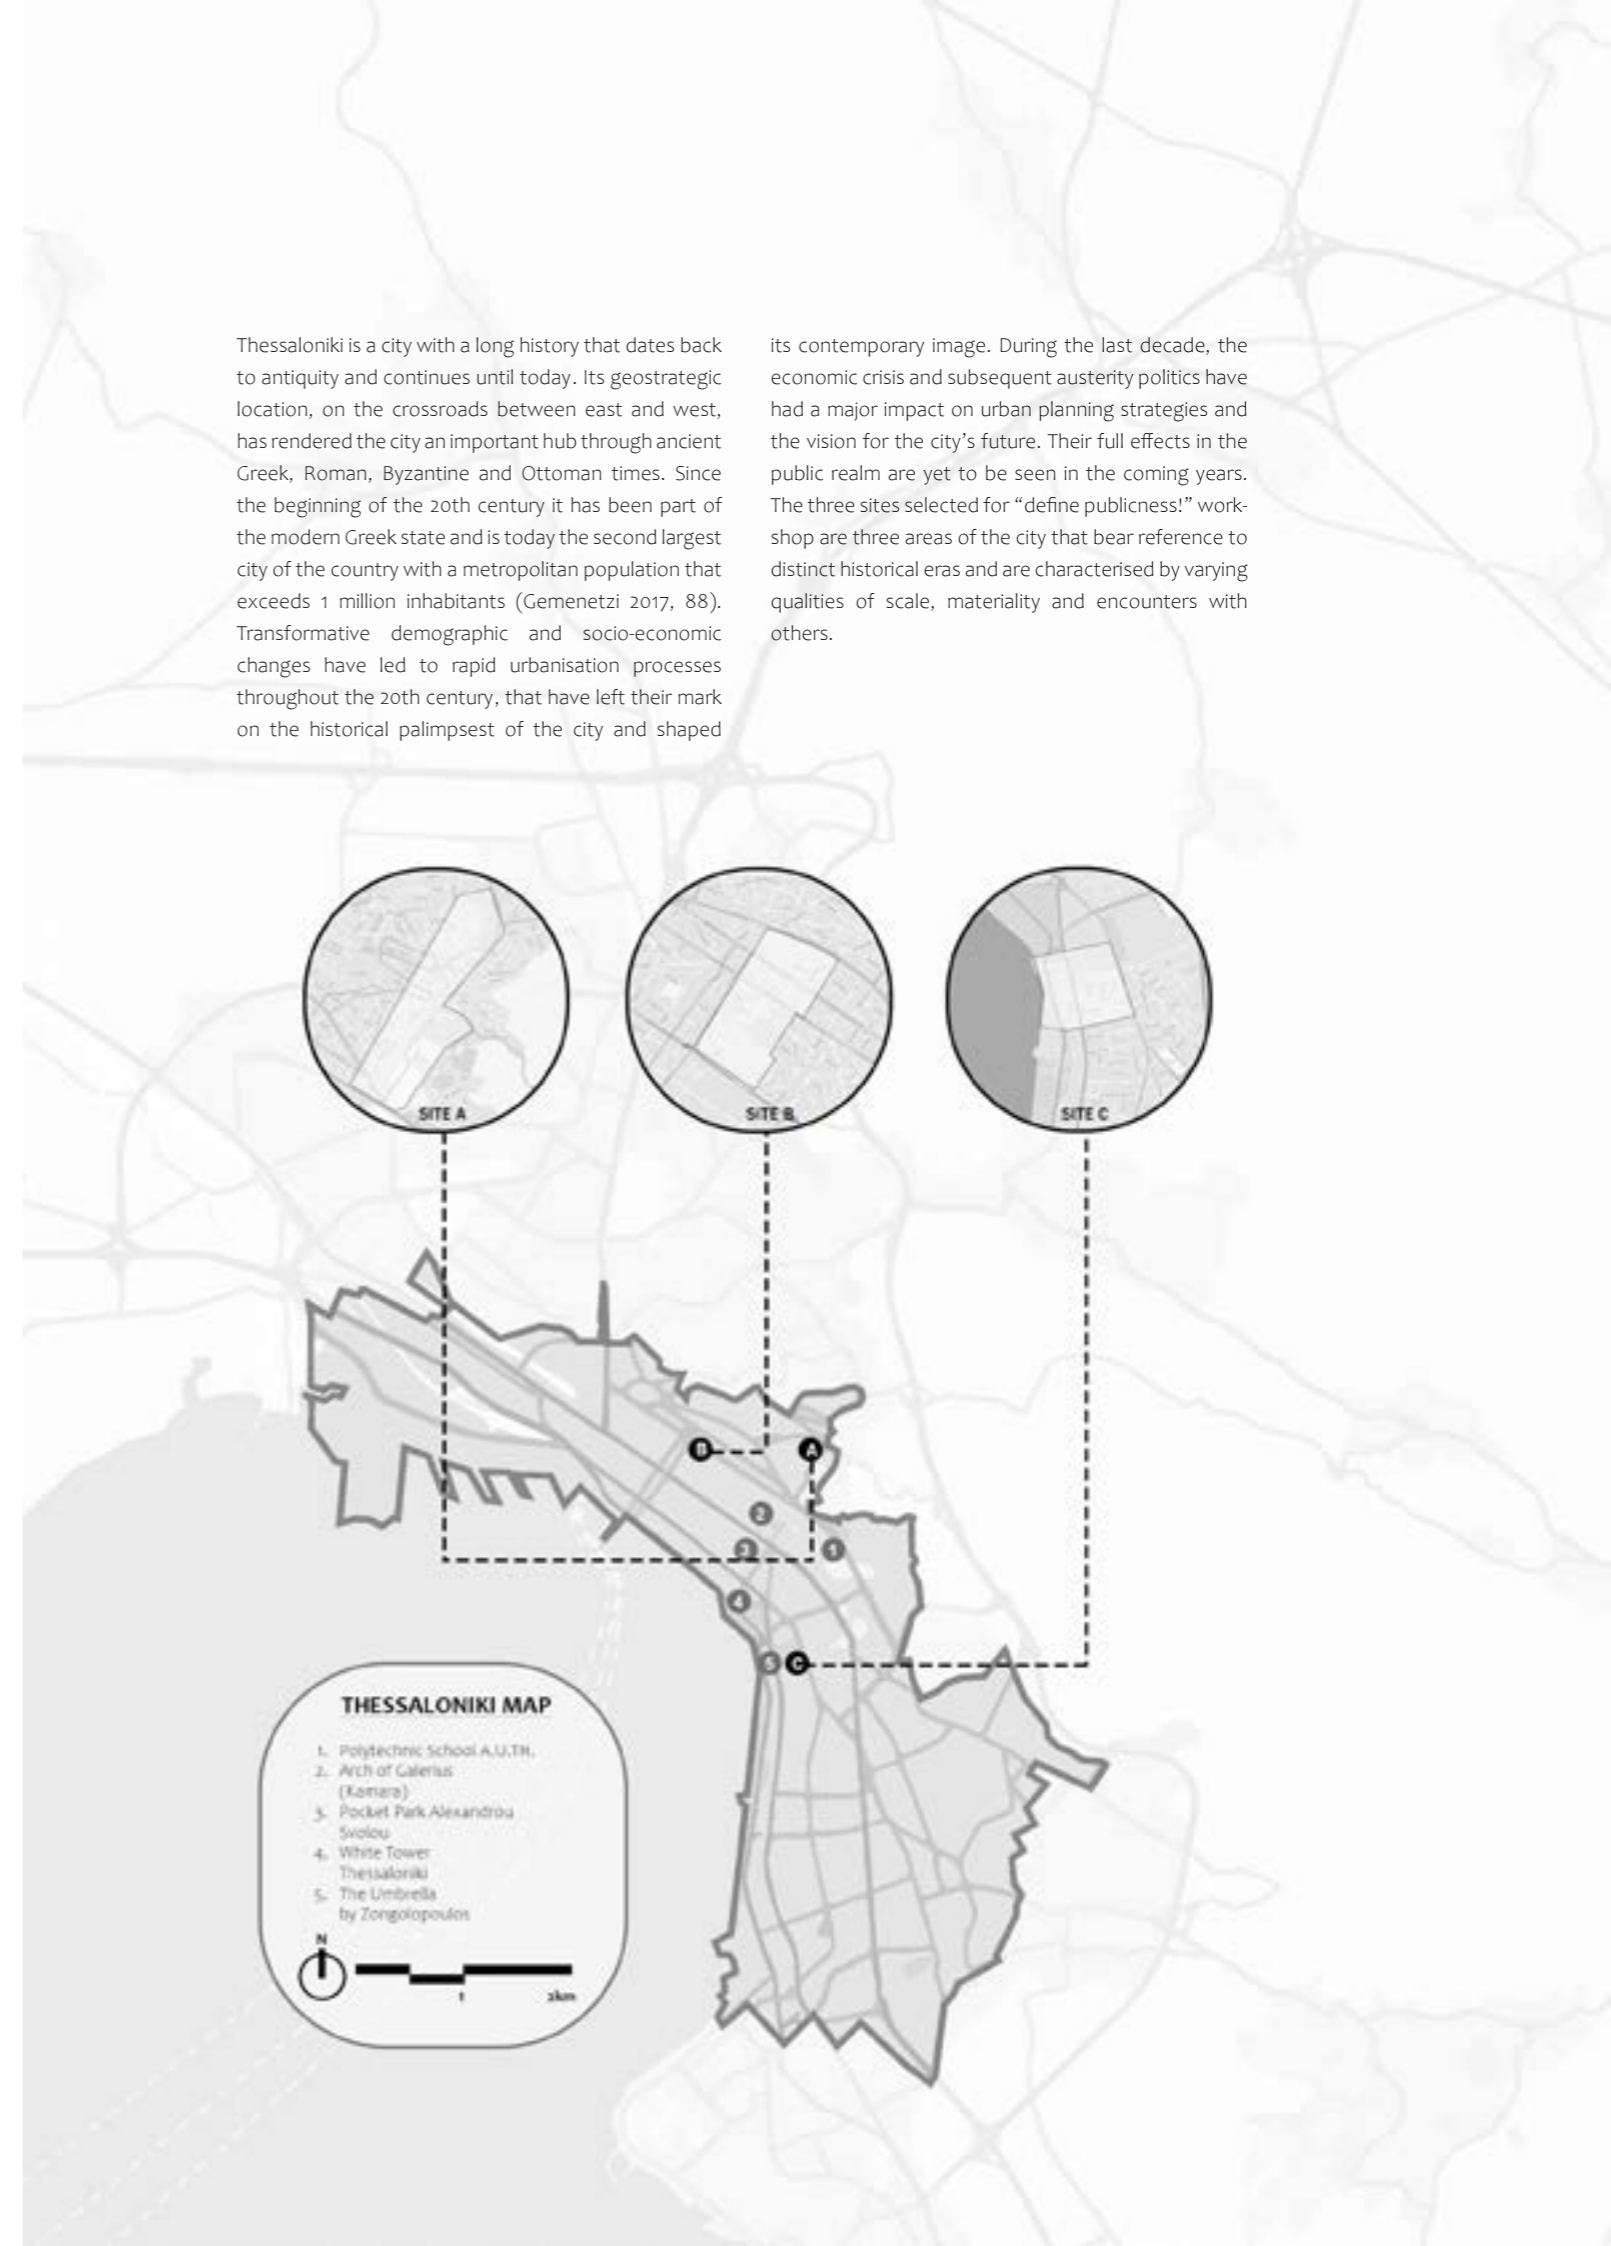 Thessaloniki is a city with a long history that dates back
to antiquity and continues until today. Its geostrategic
location, on the crossroads between east and west,
has rendered the city an important hub through ancient
Greek, Roman, Byzantine and Ottoman times. Since
the beginning of the 20th century it has been part of
the modern Greek state and is today the second largest
city of the country with a metropolitan population that
exceeds 1 million inhabitants (Gemenetzi 2017, 88).
Transformative demographic and socio-economic
changes have led to rapid urbanisation processes
throughout the 20th century, that have left their mark
on the historical palimpsest of the city and shaped
its contemporary image. During the last decade, the
economic crisis and subsequent austerity politics have
had a major impact on urban planning strategies and
the vision for the city’s future. Their full effects in the
public realm are yet to be seen in the coming years.
The three sites selected for “define publicness!” work-
shop are three areas of the city that bear reference to
distinct historical eras and are characterised by varying
qualities of scale, materiality and encounters with
others.
SITE A
SITE B
SITE C
B
A
2
3
1
4
5
C
THESSALONIKI MAP
1. Polytechnic School A.U.TH.
2. Arch of Galerius
(Kamara)
3. Pocket Park Alexandrou
Svolou
4. White Tower
Thessaloniki
5. The Umbrella
by Zongolopoulos
N
1
2km